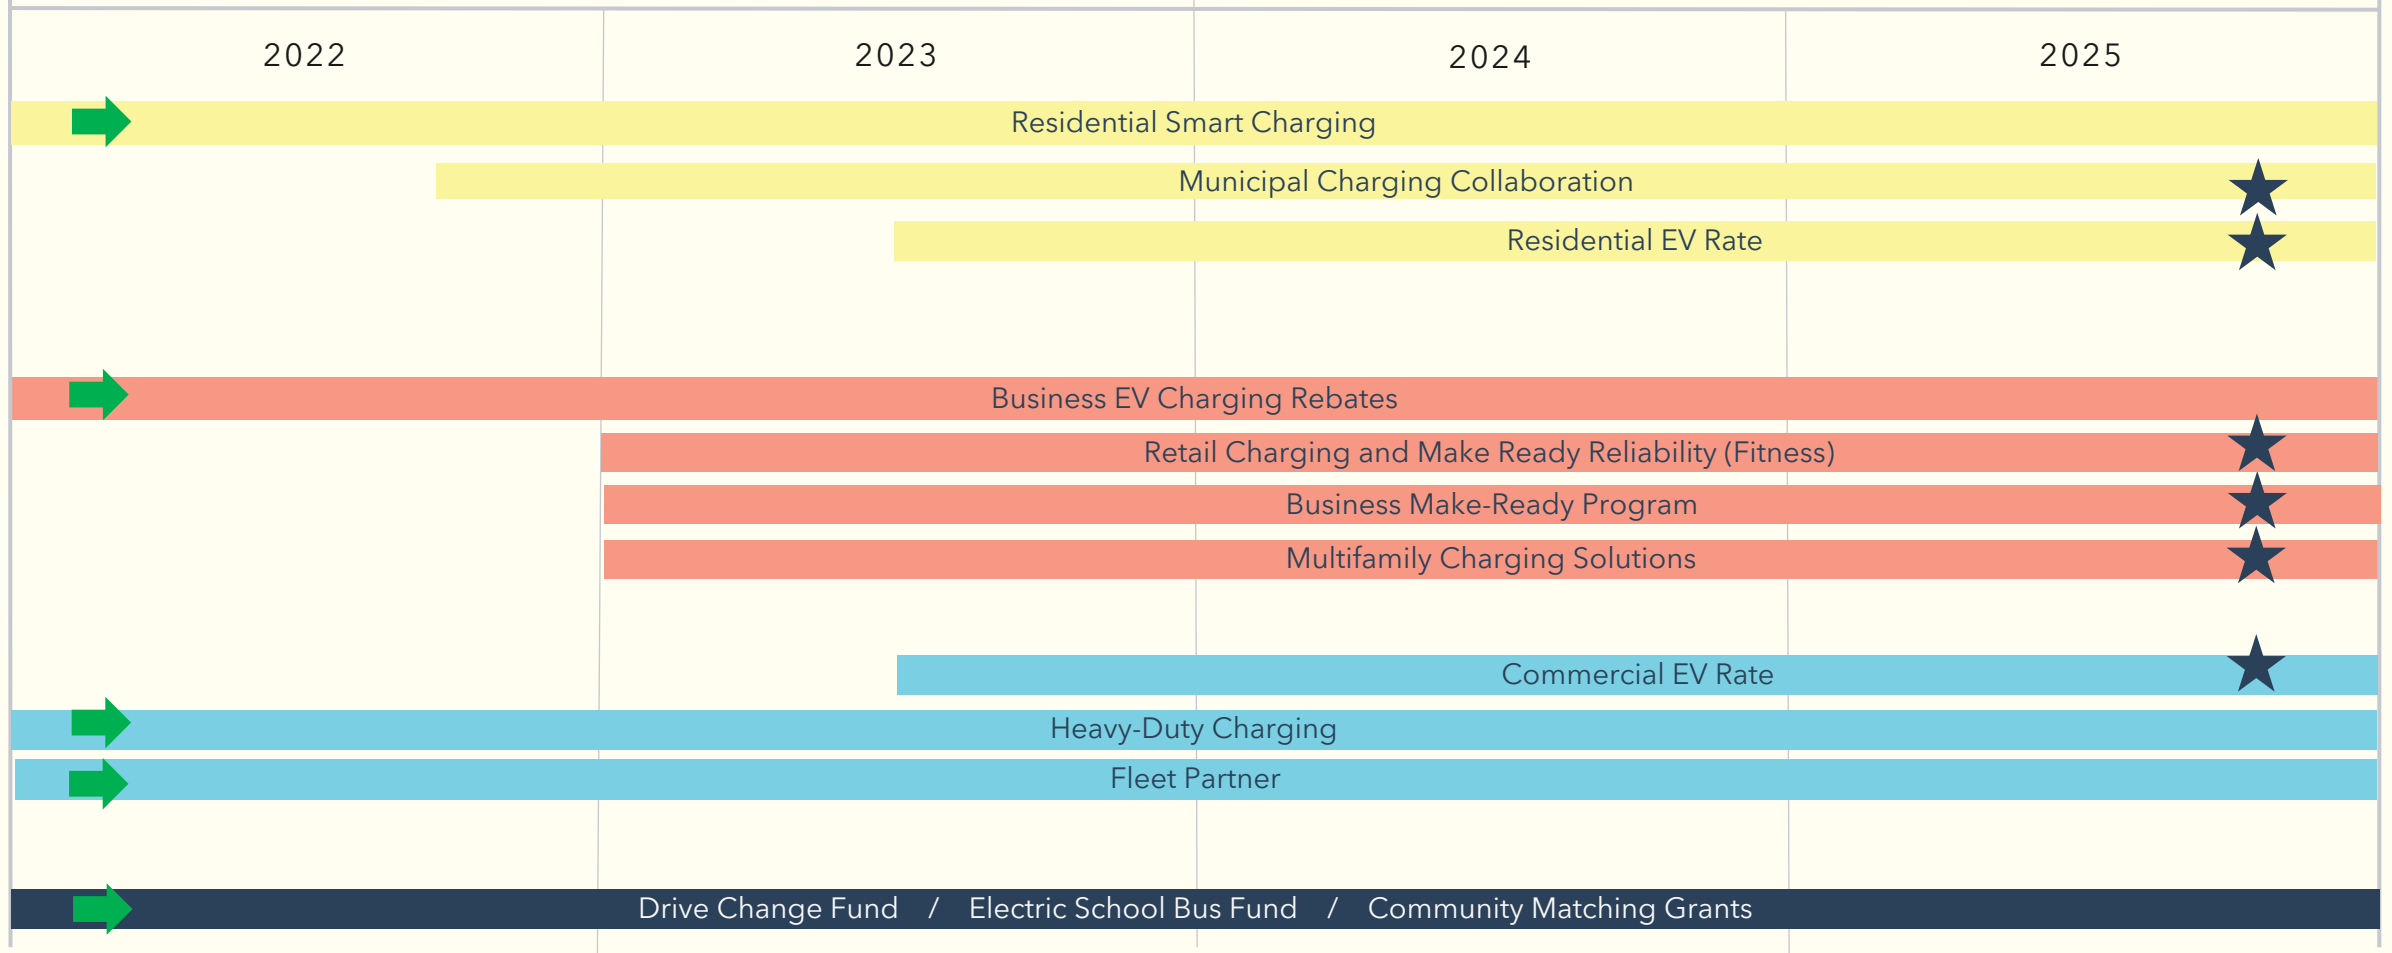 2022 2023 2024 2025
Residential Smart Charging
Municipal Charging Collaboration
Residential EV Rate
Business EV Charging Rebates
Retail Charging and Make Ready Reliability (Fitness)
Business Make-Ready Program
Multifamily Charging Solutions
Commercial EV Rate
Heavy-Duty Charging
Fleet Partner
Drive Change Fund / Electric School Bus Fund / Community Matching Grants